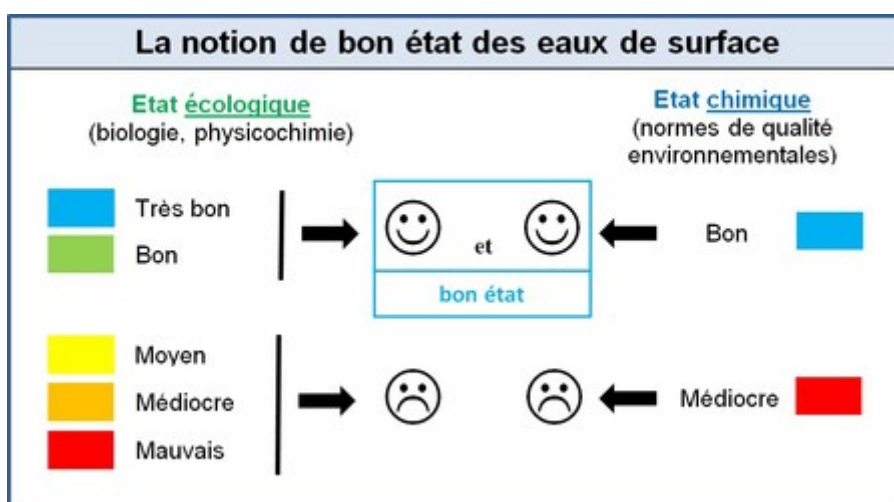 La notion de bon état des eaux de surface
Etat écologique
(biologie, physicochimie)
Etat chimique
(normes de qualité
environnementales)
Très bon
Bon
et
Bon
bon état
Moyen
Médiocre
Mauvais
Médiocre